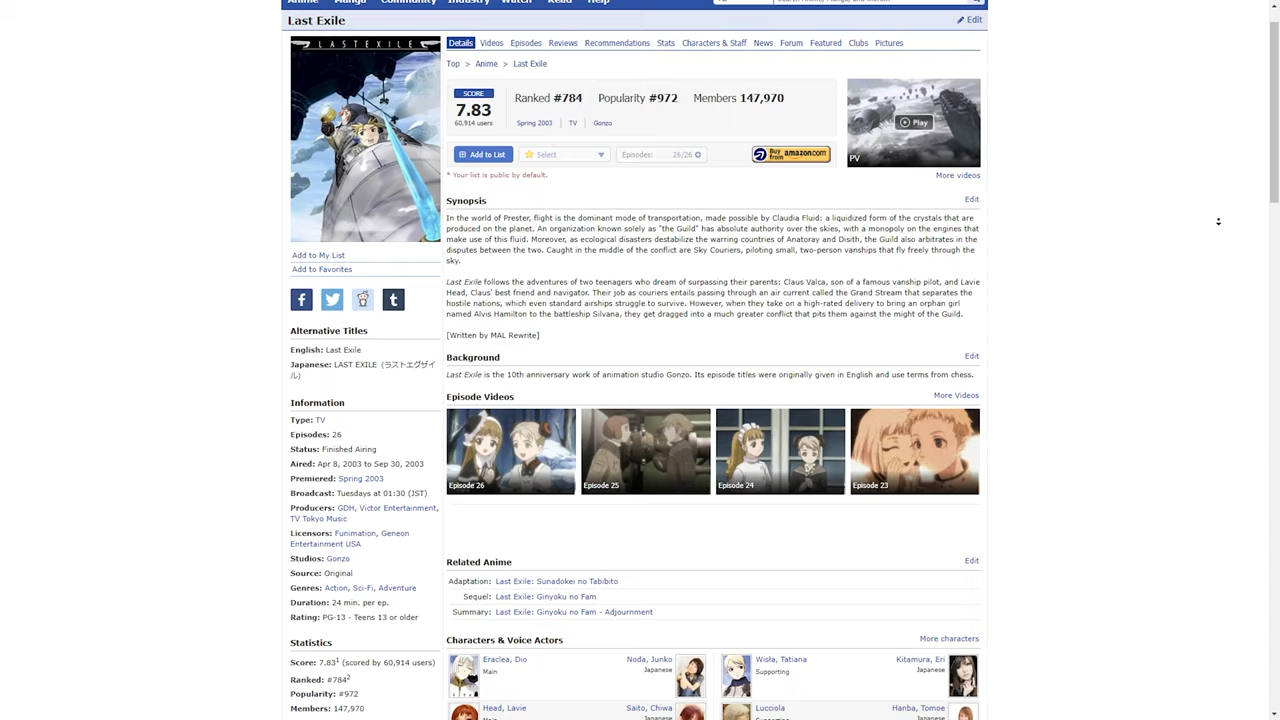 Anime Manga Community Industry Watch Read Help
Last Exile
Edit
LASTEXILE
Add to My List
Add to Favorites
Alternative Titles
English: Last Exile
Japanese: LAST EXILE (ラストエグザイ
ル)
Information
Type: TV
Episodes: 26
Status: Finished Airing
Aired: Apr 8, 2003 to Sep 30, 2003
Premiered: Spring 2003
Broadcast: Tuesdays at 01:30 (JST)
Producers: GDH, Victor Entertainment,
TV Tokyo Music
Licensors: Funimation, Geneon
Entertainment USA
Studios: Gonzo
Source: Original
Genres: Action, Sci-Fi, Adventure
Duration: 24 min. per ep.
Rating: PG-13 - Teens 13 or older
Statistics
Score: 7.83¹ (scored by 60,914 users)
Ranked: #784²
Popularity: #972
Members: 147,970
Details Videos Episodes Reviews Recommendations Stats Characters & Staff News Forum Featured Clubs Pictures
Top > Anime > Last Exile
SCORE
7.83
60,914 users
Ranked #784 Popularity #972 Members 147,970
Spring 2003 | TV | Gonzo
Add to List
Select
Episodes: 26/26
Buy from amazon.com
Play
PV
More videos
* Your list is public by default.
Synopsis
Edit
In the world of Prester, flight is the dominant mode of transportation, made possible by Claudia Fluid: a liquidized form of the crystals that are
produced on the planet. An organization known solely as "the Guild" has absolute authority over the skies, with a monopoly on the engines that
make use of this fluid. Moreover, as ecological disasters destabilize the warring countries of Anatoray and Disith, the Guild also arbitrates in the
disputes between the two. Caught in the middle of the conflict are Sky Couriers, piloting small, two-person vanships that fly freely through the
sky.
Last Exile follows the adventures of two teenagers who dream of surpassing their parents: Claus Valca, son of a famous vanship pilot, and Lavie
Head, Claus' best friend and navigator. Their job as couriers entails passing through an air current called the Grand Stream that separates the
hostile nations, which even standard airships struggle to survive. However, when they take on a high-rated delivery to bring an orphan girl
named Alvis Hamilton to the battleship Silvana, they get dragged into a much greater conflict that pits them against the might of the Guild.
[Written by MAL Rewrite]
Background
Edit
Last Exile is the 10th anniversary work of animation studio Gonzo. Its episode titles were originally given in English and use terms from chess.
Episode Videos
More Videos
Episode 26
Episode 25
Episode 24
Episode 23
Related Anime
Edit
Adaptation: Last Exile: Sunadokei no Tabibito
Sequel: Last Exile: Ginyoku no Fam
Summary: Last Exile: Ginyoku no Fam - Adjournment
Characters & Voice Actors
More characters
Eraclea, Dio
Main
Noda, Junko
Japanese
Wisła, Tatiana
Supporting
Kitamura, Eri
Japanese
Head, Lavie
Main
Saito, Chiwa
Japanese
Lucciola
Supporting
Hanba, Tomoe
Japanese